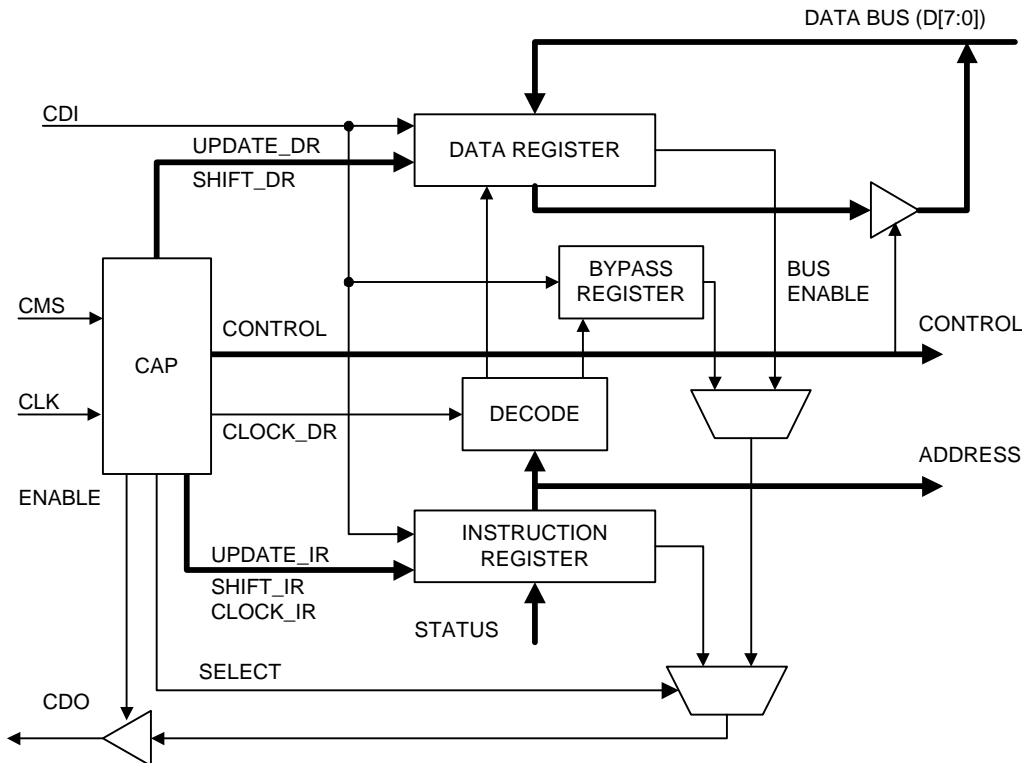 DATA BUS (D[7:0])
CDI
UPDATE_DR
DATA REGISTER
SHIFT_DR
BYPASS
REGISTER
BUS
ENABLE
CMS
CONTROL
CONTROL
CAP
CLK
DECODE
CLOCK_DR
ADDRESS
ENABLE
INSTRUCTION
REGISTER
UPDATE_IR
SHIFT_IR
CLOCK_IR
STATUS
SELECT
CDO